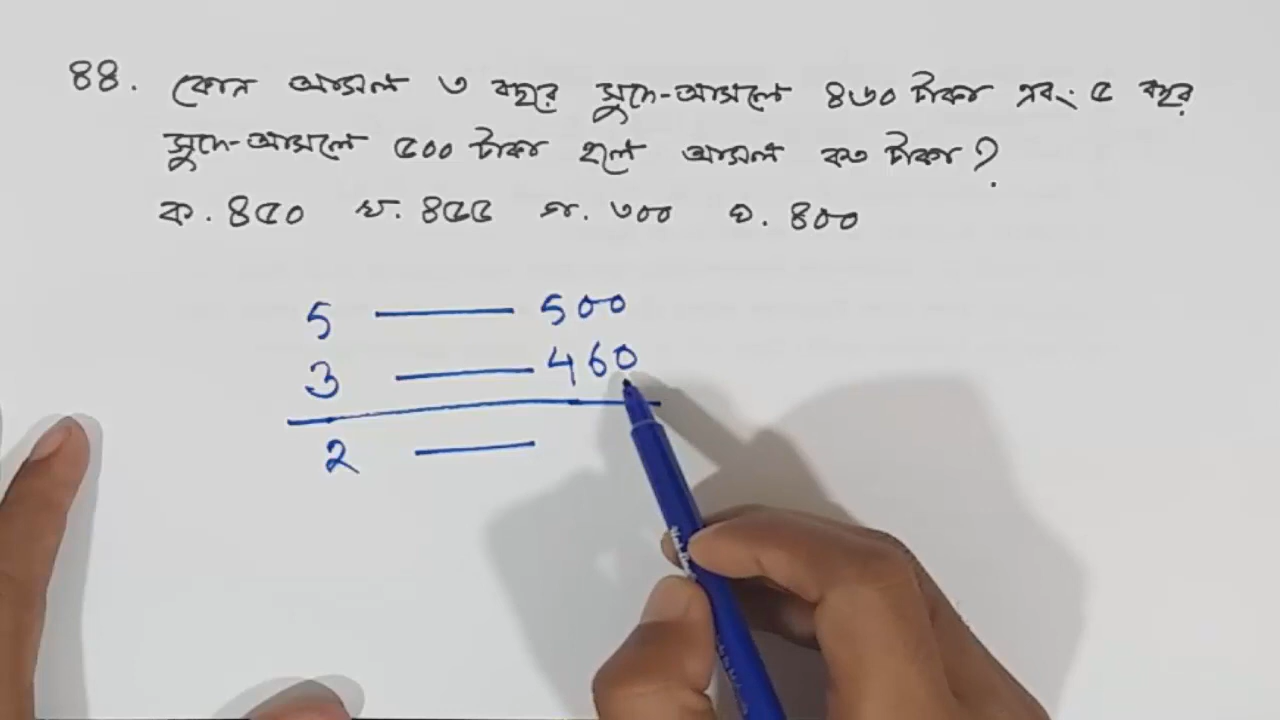 ৪৪. কোন আসল ৩ বছরে সুদে-আসলে ৪৬০ টাকা এবং ৫ বছর
সুদে-আসলে ৫০০ টাকা হলে আসল কত টাকা?
ক. ৪৫০ খ. ৪৫৫ গ. ৩০০ ঘ. ৪০০
5 —— 500
3 —— 460
2 ——